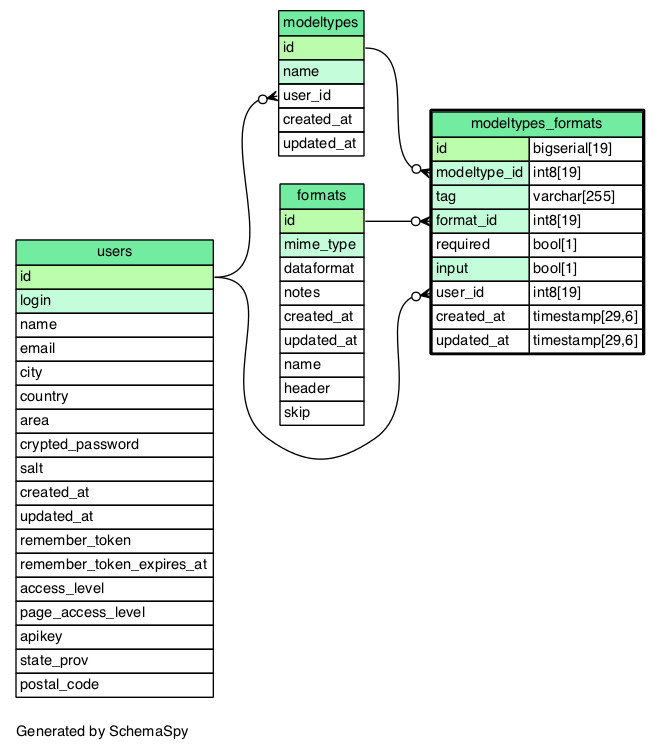 modeltypes
id
name
user_id
created_at
updated_at
modeltypes_formats
id bigserial[19]
modeltype_id int8[19]
tag varchar[255]
format_id int8[19]
required bool[1]
input bool[1]
user_id int8[19]
created_at timestamp[29,6]
updated_at timestamp[29,6]
formats
id
mime_type
dataformat
notes
created_at
updated_at
name
header
skip
users
id
login
name
email
city
country
area
crypted_password
salt
created_at
updated_at
remember_token
remember_token_expires_at
access_level
page_access_level
apikey
state_prov
postal_code
Generated by SchemaSpy